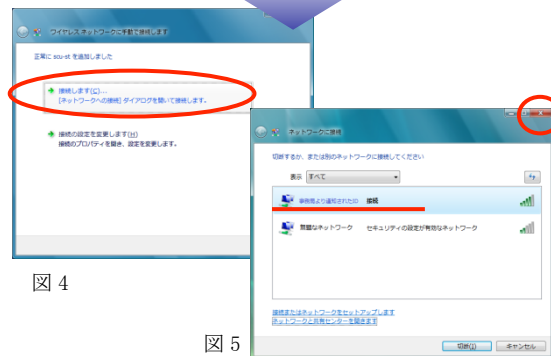 ワイヤレス ネットワークに手動で接続します
正常に scu-st を追加しました
接続します(C)...
[ネットワークへの接続] ダイアログを開いて接続します。
接続の設定を変更します(H)
接続のプロパティを開き、設定を変更します。
図 4
ネットワークに接続
切断するか、または別のネットワークに接続してください
表示 すべて
接続
セキュリティの設定が有効なネットワーク
接続またはネットワークをセットアップします
ネットワークと共有センターを開きます
図 5
切断(D) キャンセル